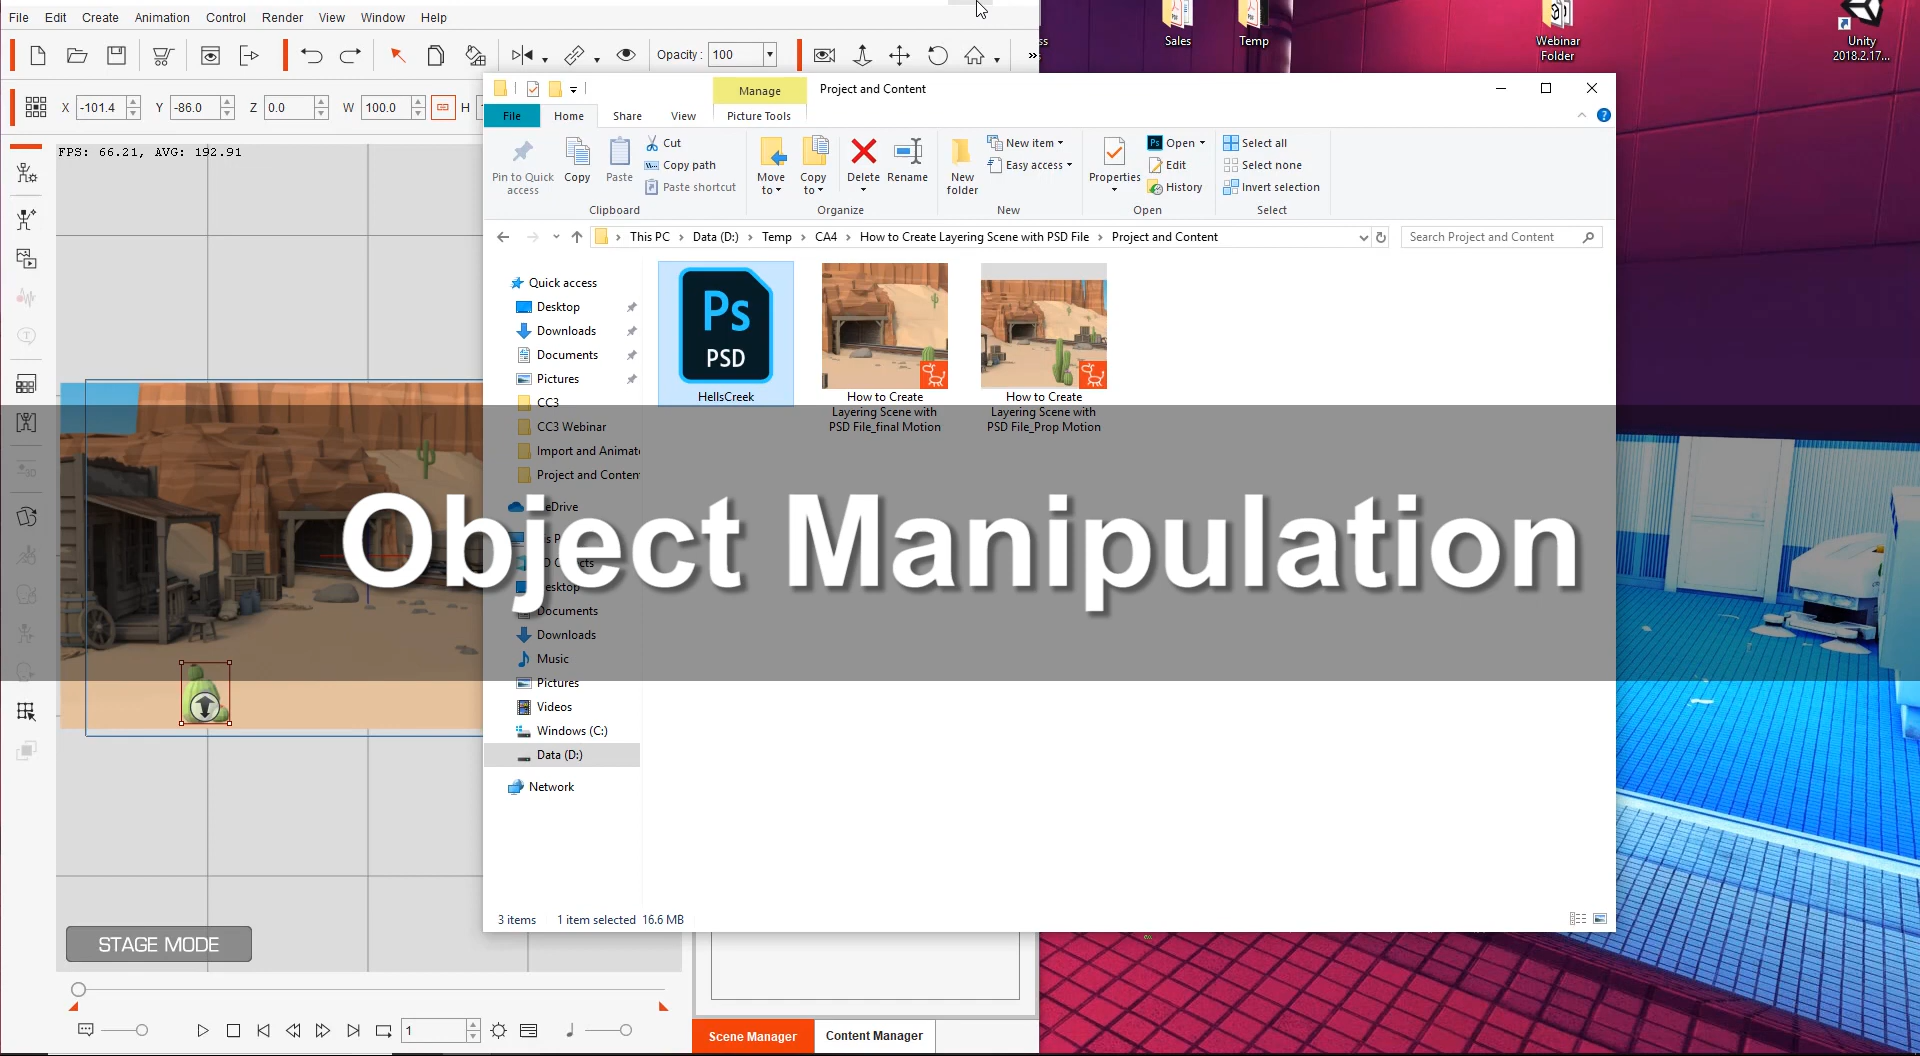 File Edit Create Animation Control Render View Window Help
Opacity : 100
»
X -101.4 Y -86.0 Z 0.0 W 100.0 H
FPS: 66.21, AVG: 192.91
Sales
Temp
Webinar
Folder
Unity
2018.2.17...
ss
Manage
Project and Content
File Home Share View Picture Tools
Pin to Quick
access
Copy
Paste
Cut
Copy path
Paste shortcut
Clipboard
Move
to
Copy
to
Delete
Rename
Organize
New
folder
New item
Easy access
New
Properties
Ps Open
Edit
History
Open
Select all
Select none
Invert selection
Select
This PC > Data (D:) > Temp > CA4 > How to Create Layering Scene with PSD File > Project and Content
Search Project and Content
Quick access
Desktop
Downloads
Documents
Pictures
CC3
CC3 Webinar
Import and Animat
Project and Conten
eDrive
Desktop
Documents
Downloads
Music
Pictures
Videos
Windows (C:)
Data (D:)
Network
Ps
PSD
HellsCreek
How to Create
Layering Scene with
PSD File_final Motion
How to Create
Layering Scene with
PSD File_Prop Motion
Object Manipulation
3 items 1 item selected 16.6 MB
STAGE MODE
1
Scene Manager
Content Manager